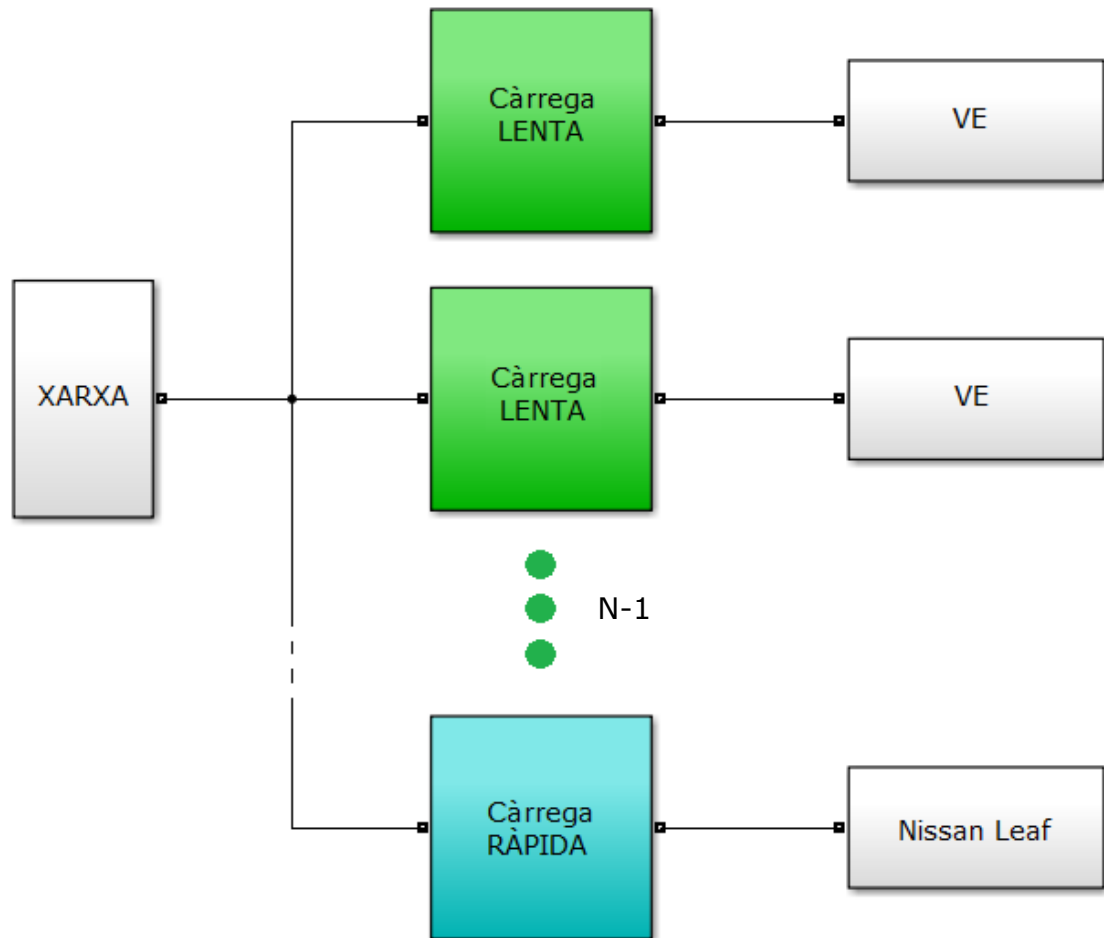 Càrrega
LENTA
VE
XARXA
Càrrega
LENTA
VE
N-1
Càrrega
RÀPIDA
Nissan Leaf